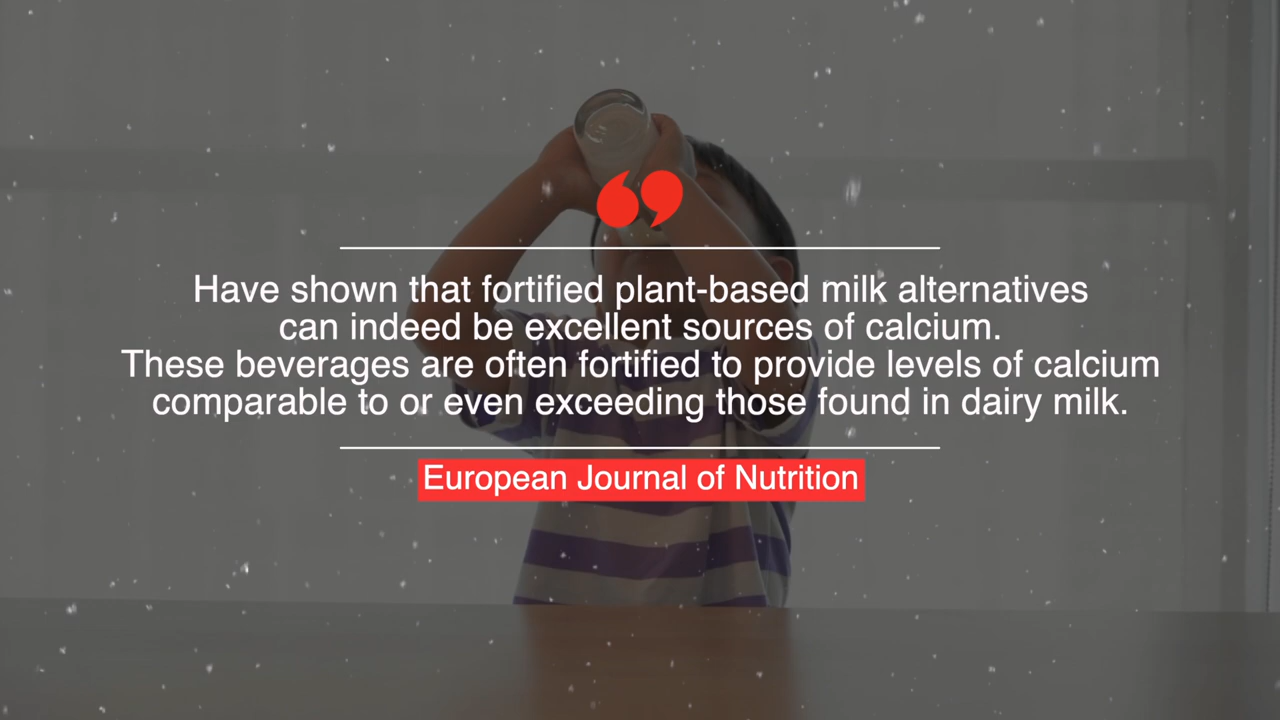 Have shown that fortified plant-based milk alternatives
can indeed be excellent sources of calcium.
These beverages are often fortified to provide levels of calcium
comparable to or even exceeding those found in dairy milk.
European Journal of Nutrition